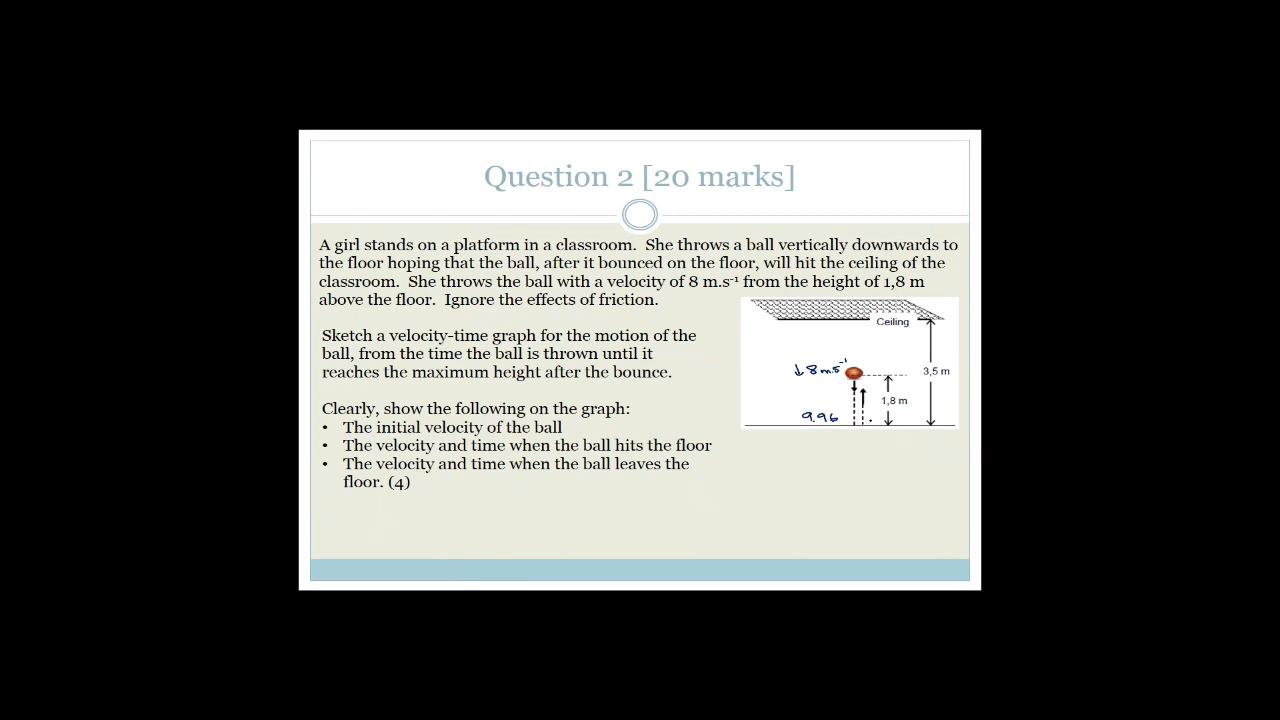 Question 2 [20 marks]
A girl stands on a platform in a classroom. She throws a ball vertically downwards to
the floor hoping that the ball, after it bounced on the floor, will hit the ceiling of the
classroom. She throws the ball with a velocity of 8 m.s⁻¹ from the height of 1,8 m
above the floor. Ignore the effects of friction.
Sketch a velocity-time graph for the motion of the
ball, from the time the ball is thrown until it
reaches the maximum height after the bounce.
Clearly, show the following on the graph:
• The initial velocity of the ball
• The velocity and time when the ball hits the floor
• The velocity and time when the ball leaves the
floor. (4)
Ceiling
↓8m.s⁻¹
3,5 m
1,8 m
9.96